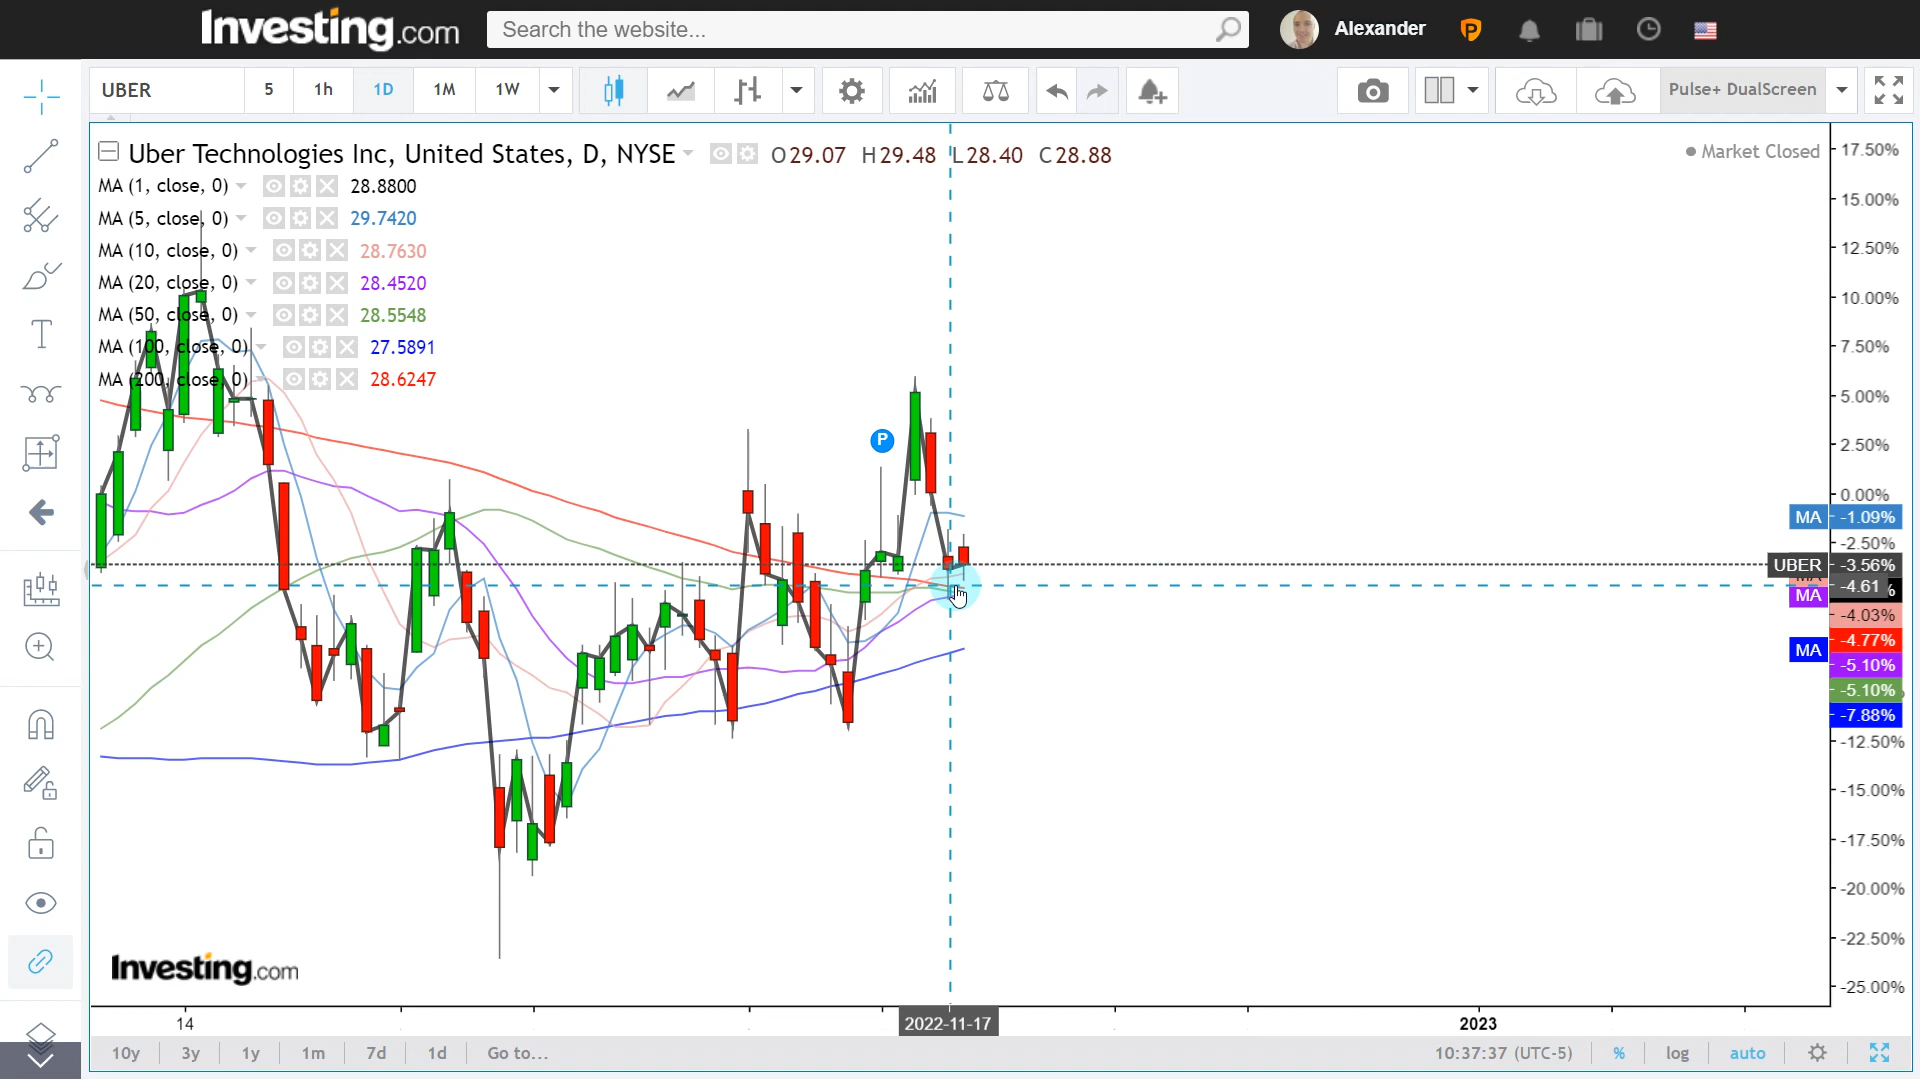 Investing.com
Search the website...
Alexander
UBER
5
1h
1D
1M
1W
Pulse+ DualScreen
Uber Technologies Inc, United States, D, NYSE
O29.07 H29.48 L28.40 C28.88
Market Closed
MA (1, close, 0) 28.8800
MA (5, close, 0) 29.7420
MA (10, close, 0) 28.7630
MA (20, close, 0) 28.4520
MA (50, close, 0) 28.5548
MA (100, close, 0) 27.5891
MA (200, close, 0) 28.6247
P
17.50%
15.00%
12.50%
10.00%
7.50%
5.00%
2.50%
0.00%
MA -1.09%
-2.50%
UBER -3.56%
-4.61
MA
-4.03%
-4.77%
MA
-5.10%
-5.10%
-7.88%
-12.50%
-15.00%
-17.50%
-20.00%
-22.50%
-25.00%
Investing.com
14
2022-11-17
2023
10y
3y
1y
1m
7d
1d
Go to...
10:37:37 (UTC-5)
%
log
auto